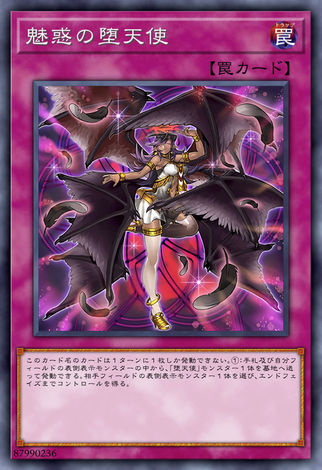 魅惑の堕天使
トラップ
罠
【罠カード】
このカード名のカードは1ターンに1枚しか発動できない。①：手札及び自分フ
ィールドの表側表示モンスターの中から、「堕天使」モンスター1体を墓地へ送
って発動できる。相手フィールドの表側表示モンスター1体を選び、エンドフェ
イズまでコントロールを得る。
87990236